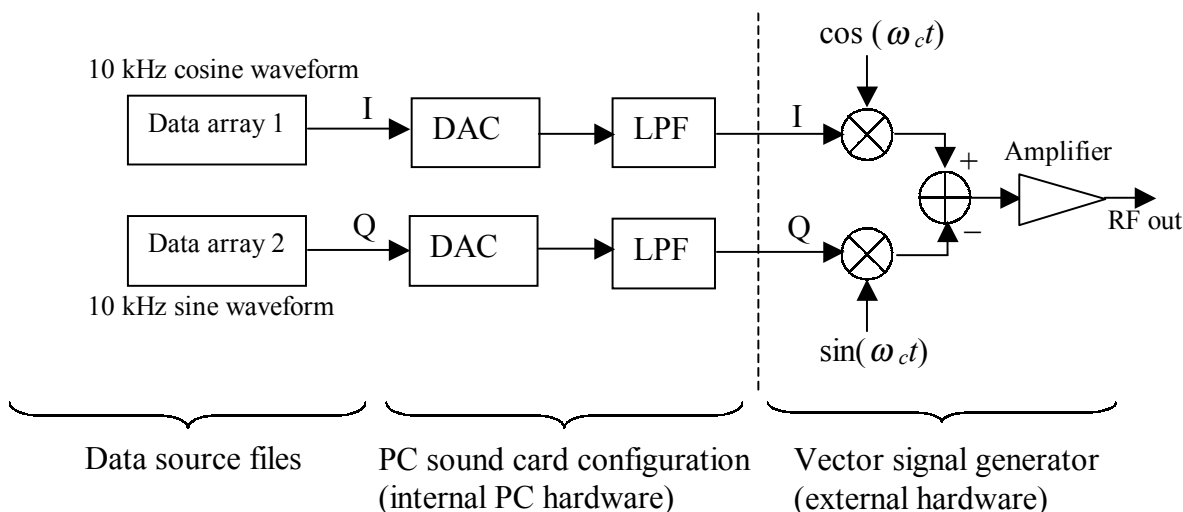 cos (ω_c t)
10 kHz cosine waveform
Data array 1
I
DAC
LPF
I
+
Amplifier
Data array 2
Q
DAC
LPF
Q
−
RF out
10 kHz sine waveform
sin(ω_c t)
Data source files
PC sound card configuration
(internal PC hardware)
Vector signal generator
(external hardware)